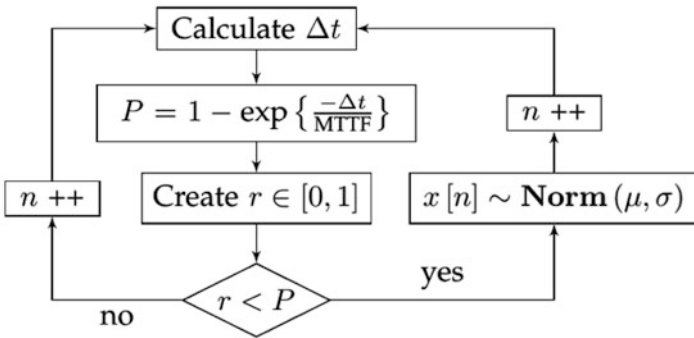 Calculate Δt
P = 1 − exp { −Δt / MTTF }
n ++
n ++
Create r ∈ [0, 1]
x [n] ∼ Norm (μ, σ)
yes
r < P
no